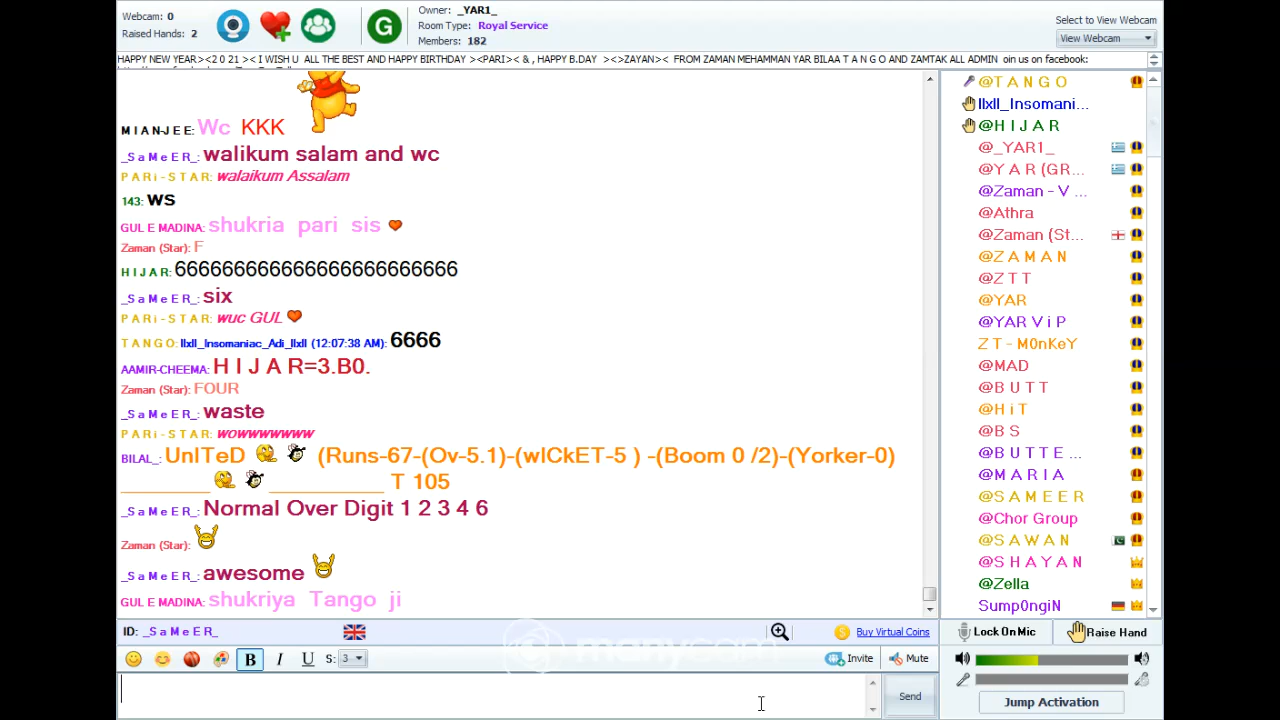 Webcam: 0
Raised Hands: 2
G
Owner: _YAR1_
Room Type: Royal Service
Members: 182
Select to View Webcam
View Webcam
HAPPY NEW YEAR><2 0 21 >< I WISH U ALL THE BEST AND HAPPY BIRTHDAY ><PARI>< & , HAPPY B.DAY ><>ZAYAN>< FROM ZAMAN MEHAMMAN YAR BILAA T A N G O AND ZAMTAK ALL ADMIN oin us on facebook:
M I A N-J E E: Wc KKK
_S a M e E R_: walikum salam and wc
P A R i - S T A R: walaikum Assalam
143: ws
GUL E MADINA: shukria pari sis
Zaman (Star): F
H I J A R: 6666666666666666666666666
_S a M e E R_: six
P A R i - S T A R: wuc GUL
T A N G O: IIxII_Insomaniac_Adi_IIxII (12:07:38 AM): 6666
AAMIR-CHEEMA: H I J A R=3.B0.
Zaman (Star): FOUR
_S a M e E R_: waste
P A R i - S T A R: wowwwwwww
BILAL_: UnITeD (Runs-67-(Ov-5.1)-(wICkET-5 ) -(Boom 0 /2)-(Yorker-0)
_________ ____________ T 105
_S a M e E R_: Normal Over Digit 1 2 3 4 6
Zaman (Star):
_S a M e E R_: awesome
GUL E MADINA: shukriya Tango ji
@T A N G O
IIxII_Insomani...
@H I J A R
@_YAR1_
@Y A R (GR...
@Zaman - V ...
@Athra
@Zaman (St...
@Z A M A N
@Z T T
@YAR
@YAR V i P
Z T - M0nKeY
@MAD
@B U T T
@H i T
@B S
@B U T T E ...
@M A R I A
@S A M E E R
@Chor Group
@S A W A N
@S H A Y A N
@Zella
Sump0ngiN
ID: _S a M e E R_
Buy Virtual Coins
Lock On Mic
Raise Hand
B I U S: 3
manycam
Invite
Mute
Send
Jump Activation